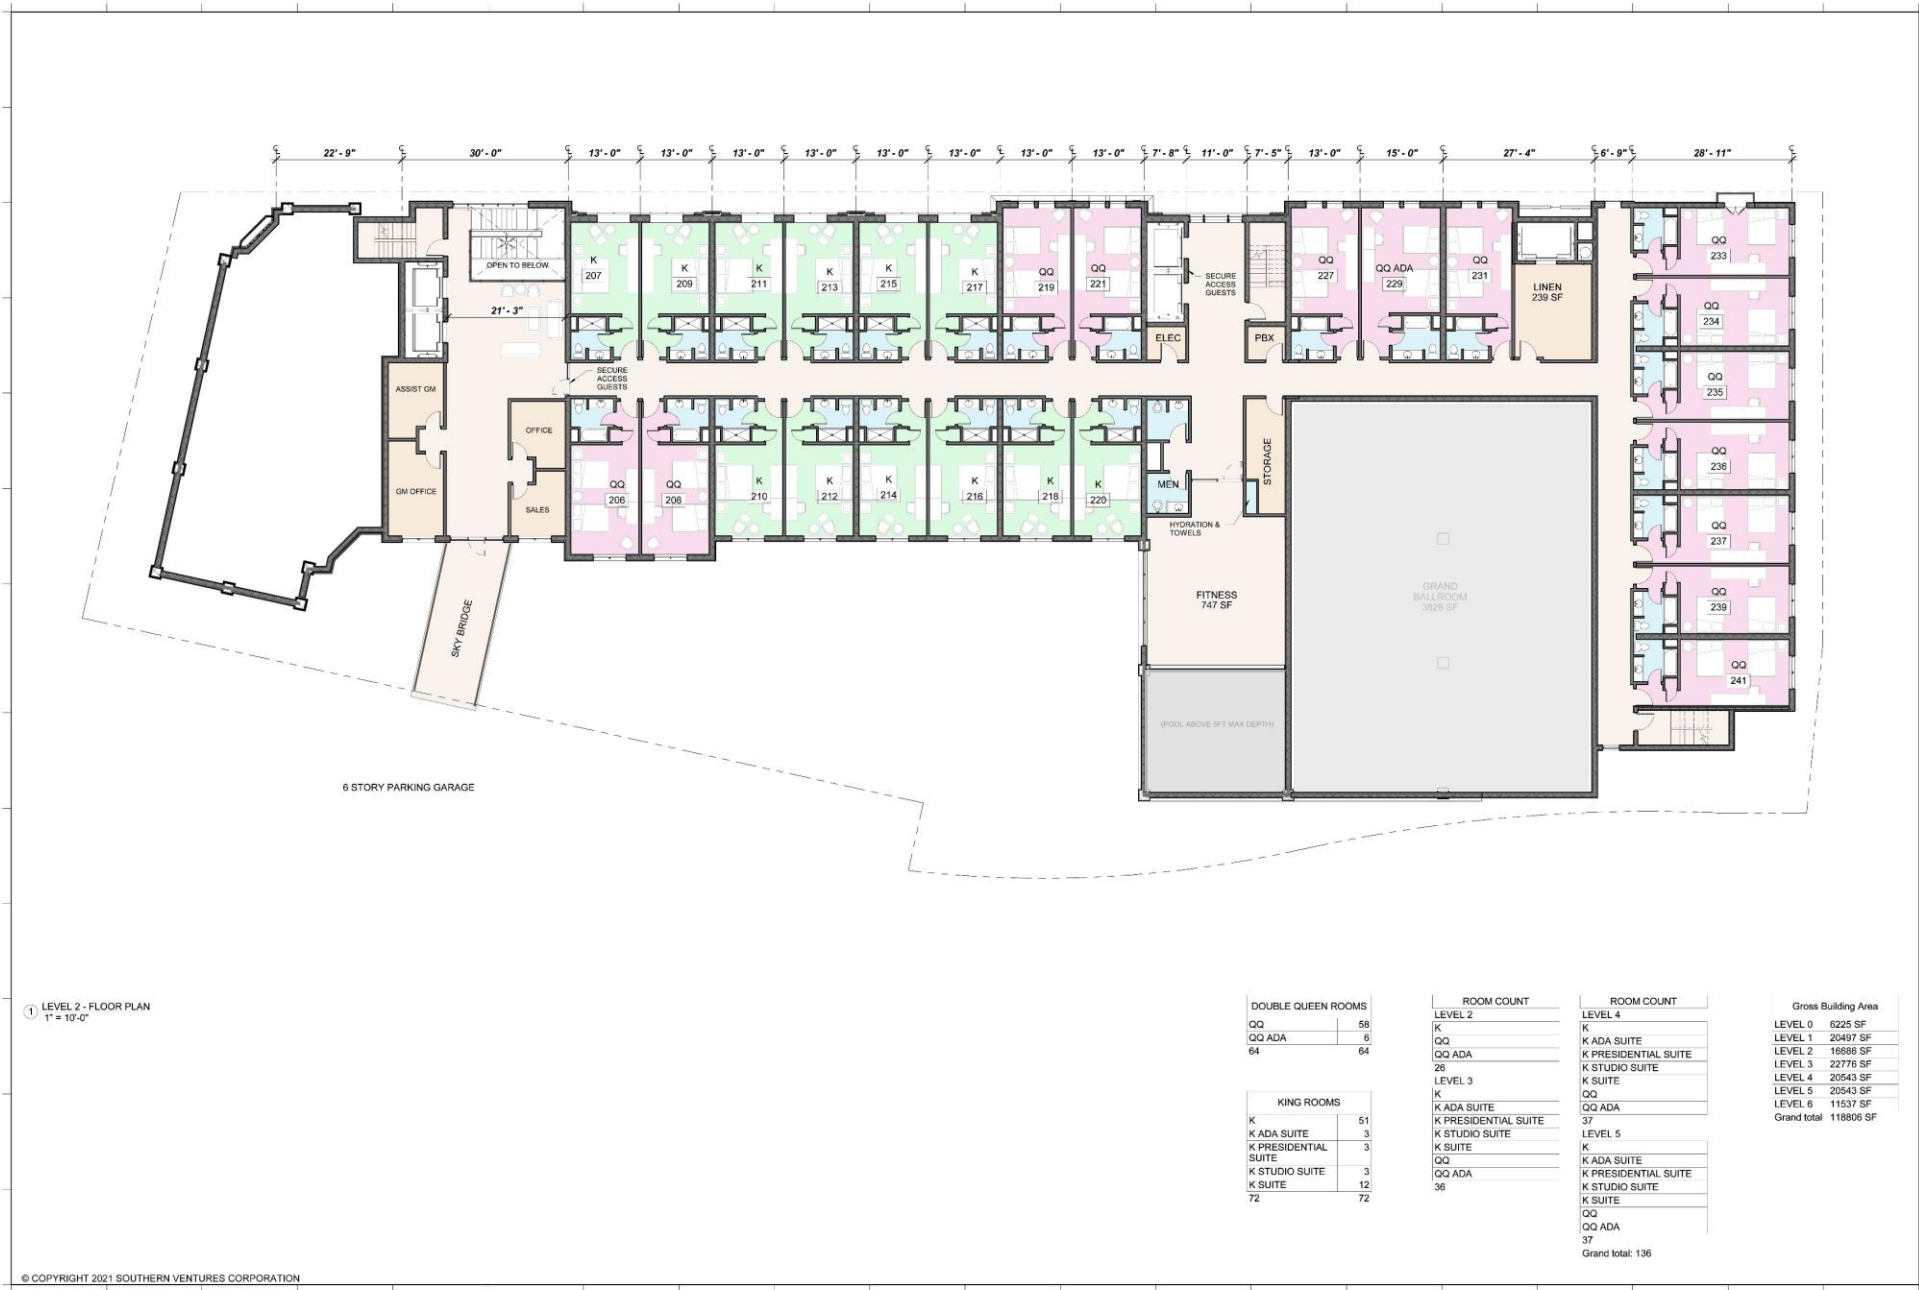 22' - 9" 30' - 0" 13' - 0" 13' - 0" 13' - 0" 13' - 0" 13' - 0" 13' - 0" 13' - 0" 13' - 0" 7' - 8" 11' - 0" 7' - 5" 13' - 0" 15' - 0" 27' - 4" 6' - 9" 28' - 11"
OPEN TO BELOW
21' - 3"
K
207
K
209
K
211
K
213
K
215
K
217
QQ
219
QQ
221
SECURE
ACCESS
GUESTS
QQ
227
QQ ADA
229
QQ
231
LINEN
239 SF
QQ
233
QQ
234
ELEC
PBX
SECURE
ACCESS
GUESTS
ASSIST GM
OFFICE
GM OFFICE
SALES
QQ
206
QQ
208
K
210
K
212
K
214
K
216
K
218
K
220
MEN
STORAGE
HYDRATION &
TOWELS
QQ
235
QQ
236
QQ
237
QQ
239
QQ
241
FITNESS
747 SF
GRAND
BALLROOM
3828 SF
SKY BRIDGE
(POOL ABOVE 5FT MAX DEPTH)
6 STORY PARKING GARAGE
1 LEVEL 2 - FLOOR PLAN
1" = 10'-0"
DOUBLE QUEEN ROOMS
QQ 58
QQ ADA 6
64 64
KING ROOMS
K 51
K ADA SUITE 3
K PRESIDENTIAL 3
SUITE
K STUDIO SUITE 3
K SUITE 12
72 72
ROOM COUNT
LEVEL 2
K
QQ
QQ ADA
26
LEVEL 3
K
K ADA SUITE
K PRESIDENTIAL SUITE
K STUDIO SUITE
K SUITE
QQ
QQ ADA
36
ROOM COUNT
LEVEL 4
K
K ADA SUITE
K PRESIDENTIAL SUITE
K STUDIO SUITE
K SUITE
QQ
QQ ADA
37
LEVEL 5
K
K ADA SUITE
K PRESIDENTIAL SUITE
K STUDIO SUITE
K SUITE
QQ
QQ ADA
37
Grand total: 136
Gross Building Area
LEVEL 0 6225 SF
LEVEL 1 20497 SF
LEVEL 2 16686 SF
LEVEL 3 22776 SF
LEVEL 4 20543 SF
LEVEL 5 20543 SF
LEVEL 6 11537 SF
Grand total 118806 SF
© COPYRIGHT 2021 SOUTHERN VENTURES CORPORATION